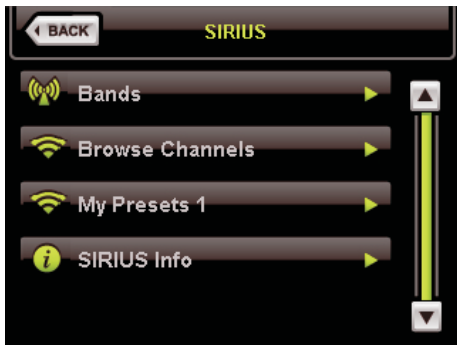 BACK
SIRIUS
Bands
Browse Channels
My Presets 1
SIRIUS Info